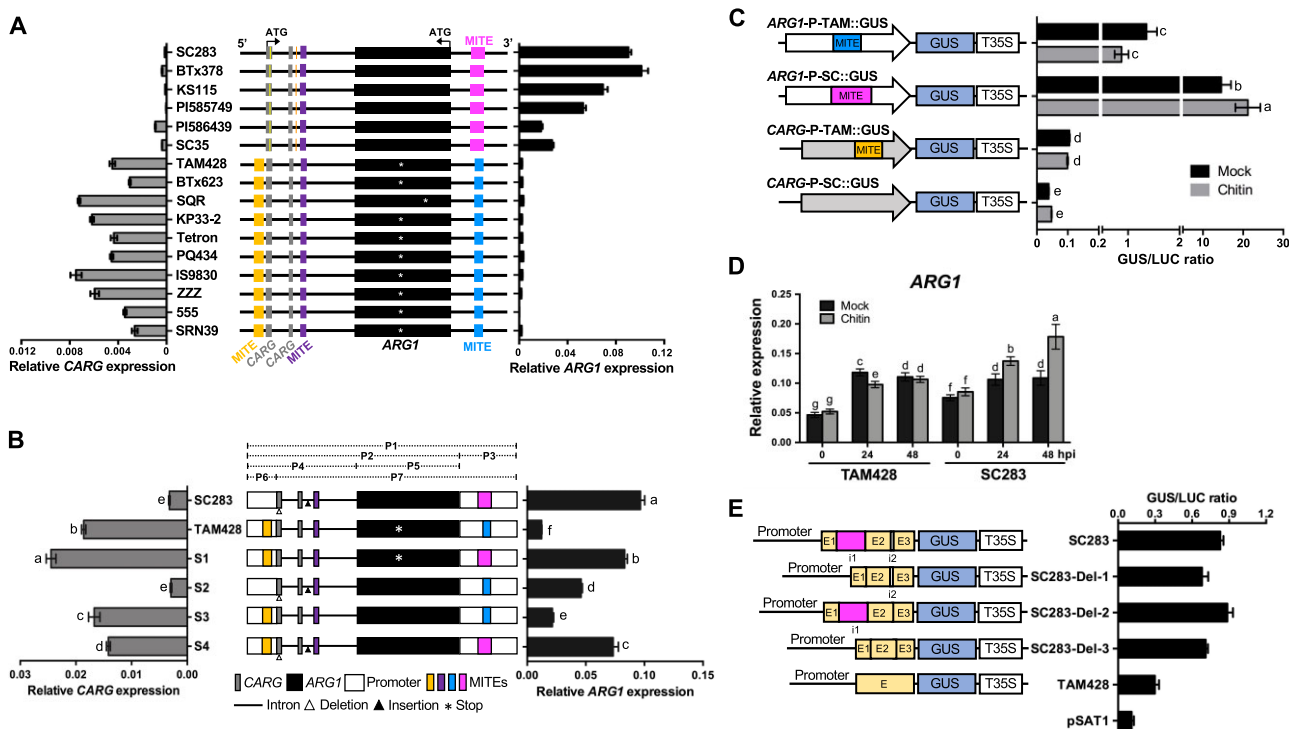 A
5'
ATG
ATG
MITE
3'
SC283
BTx378
KS115
PI585749
PI586439
SC35
TAM428
*
BTx623
*
SQR
*
KP33-2
*
Tetron
*
PQ434
*
IS9830
*
ZZZ
*
555
*
SRN39
*
0.012 0.008 0.004 0
Relative CARG expression
MITE CARG CARG MITE
ARG1
MITE
0 0.04 0.08 0.12
Relative ARG1 expression
B
P1
P2 P3
P4 P5
P6 P7
e SC283 a
b TAM428 * f
a S1 * b
e S2 d
c S3 e
d S4 c
0.03 0.02 0.01 0.00
Relative CARG expression
0.00 0.05 0.10 0.15
Relative ARG1 expression
CARG ARG1 Promoter MITEs
Intron △ Deletion ▲ Insertion * Stop
C
ARG1-P-TAM::GUS
MITE GUS T35S
c
c
ARG1-P-SC::GUS
MITE GUS T35S
b
a
CARG-P-TAM::GUS
MITE GUS T35S
d
d
CARG-P-SC::GUS
GUS T35S
e
e
Mock
Chitin
0 0.1 0.2 1 2 10 20 30
GUS/LUC ratio
D
ARG1
Mock
Chitin
Relative expression
0.20
0.15
0.10
0.05
0.00
g g c e d d f f d b d a
0 24 48 0 24 48 hpi
TAM428 SC283
E
GUS/LUC ratio
0.0 0.3 0.6 0.9 1.2
Promoter E1 E2 E3 GUS T35S SC283
i1 i2
Promoter E1 E2 E3 GUS T35S SC283-Del-1
i2
Promoter E1 E2 E3 GUS T35S SC283-Del-2
i1
Promoter E1 E2 E3 GUS T35S SC283-Del-3
Promoter E GUS T35S TAM428
pSAT1